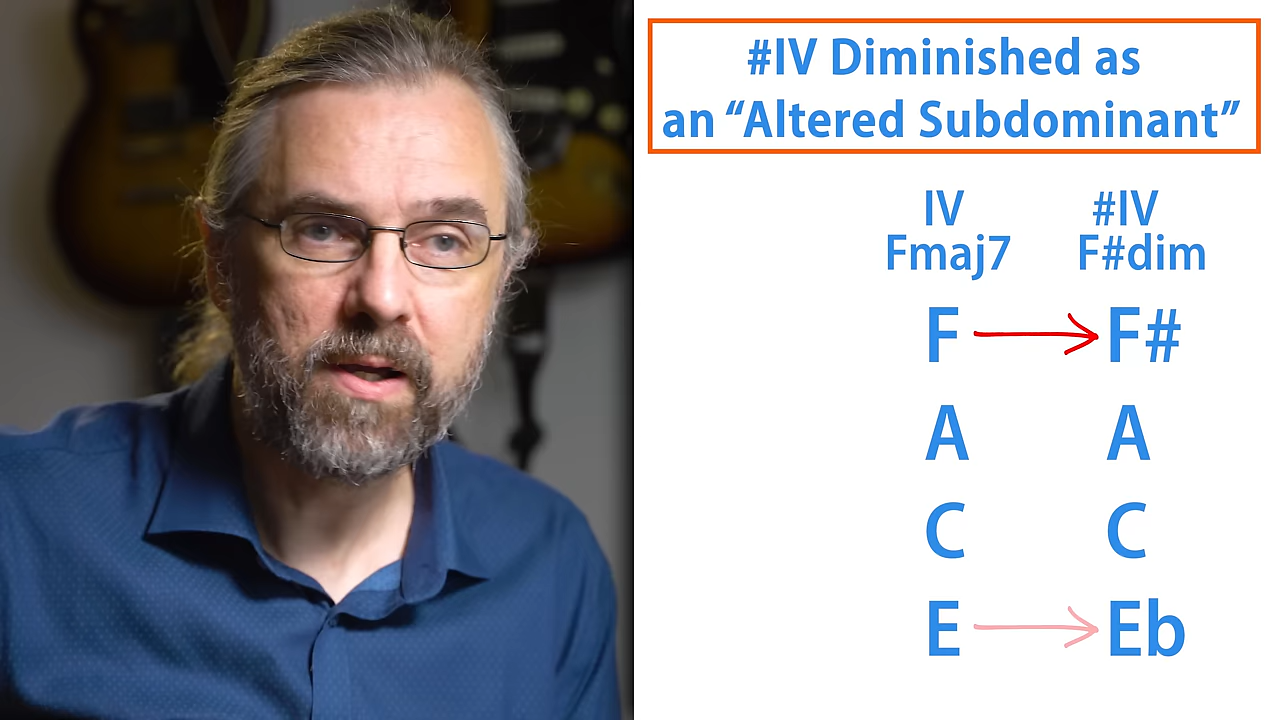 #IV Diminished as
an “Altered Subdominant”
IV #IV
Fmaj7 F#dim
F F#
A A
C C
E Eb